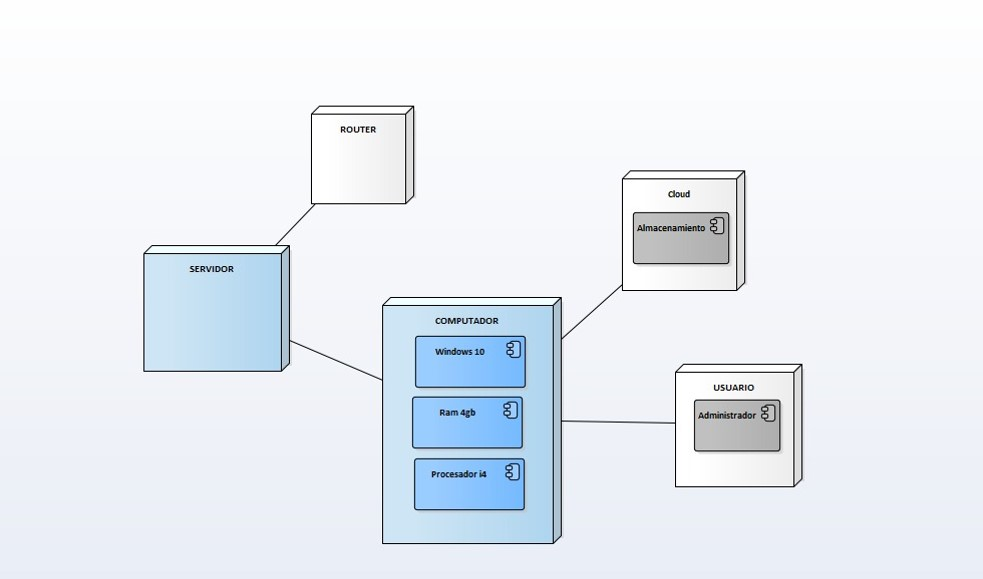 ROUTER
Cloud
Almacenamiento
SERVIDOR
COMPUTADOR
Windows 10
Ram 4gb
Procesador i4
USUARIO
Administrador